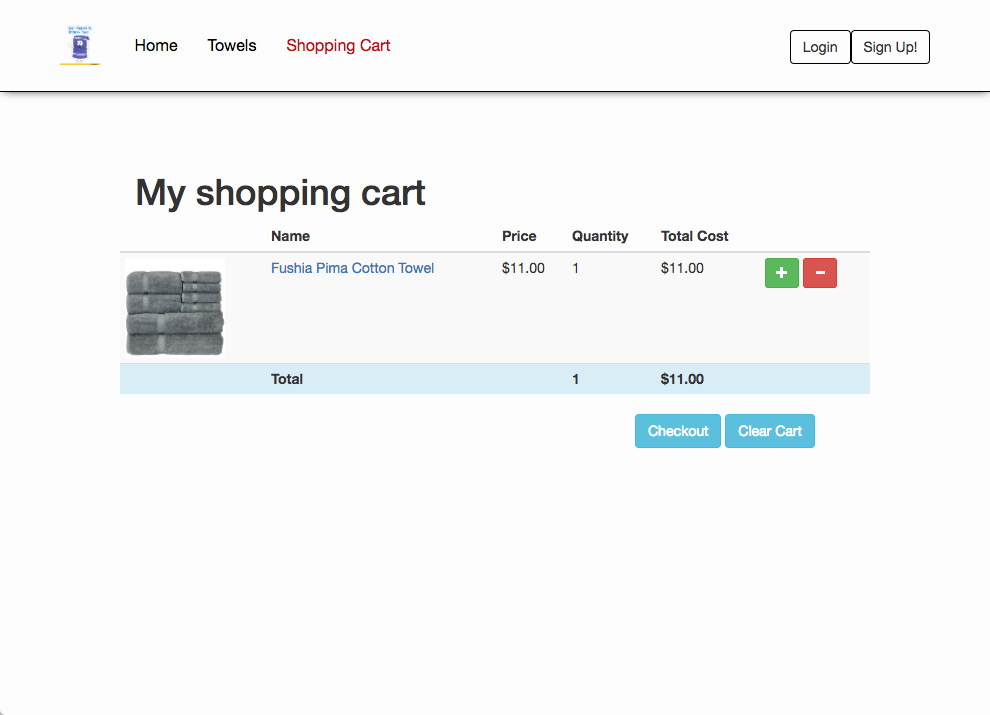 Home Towels Shopping Cart Login Sign Up!
My shopping cart
Name Price Quantity Total Cost
Fushia Pima Cotton Towel $11.00 1 $11.00 + −
Total 1 $11.00
Checkout Clear Cart